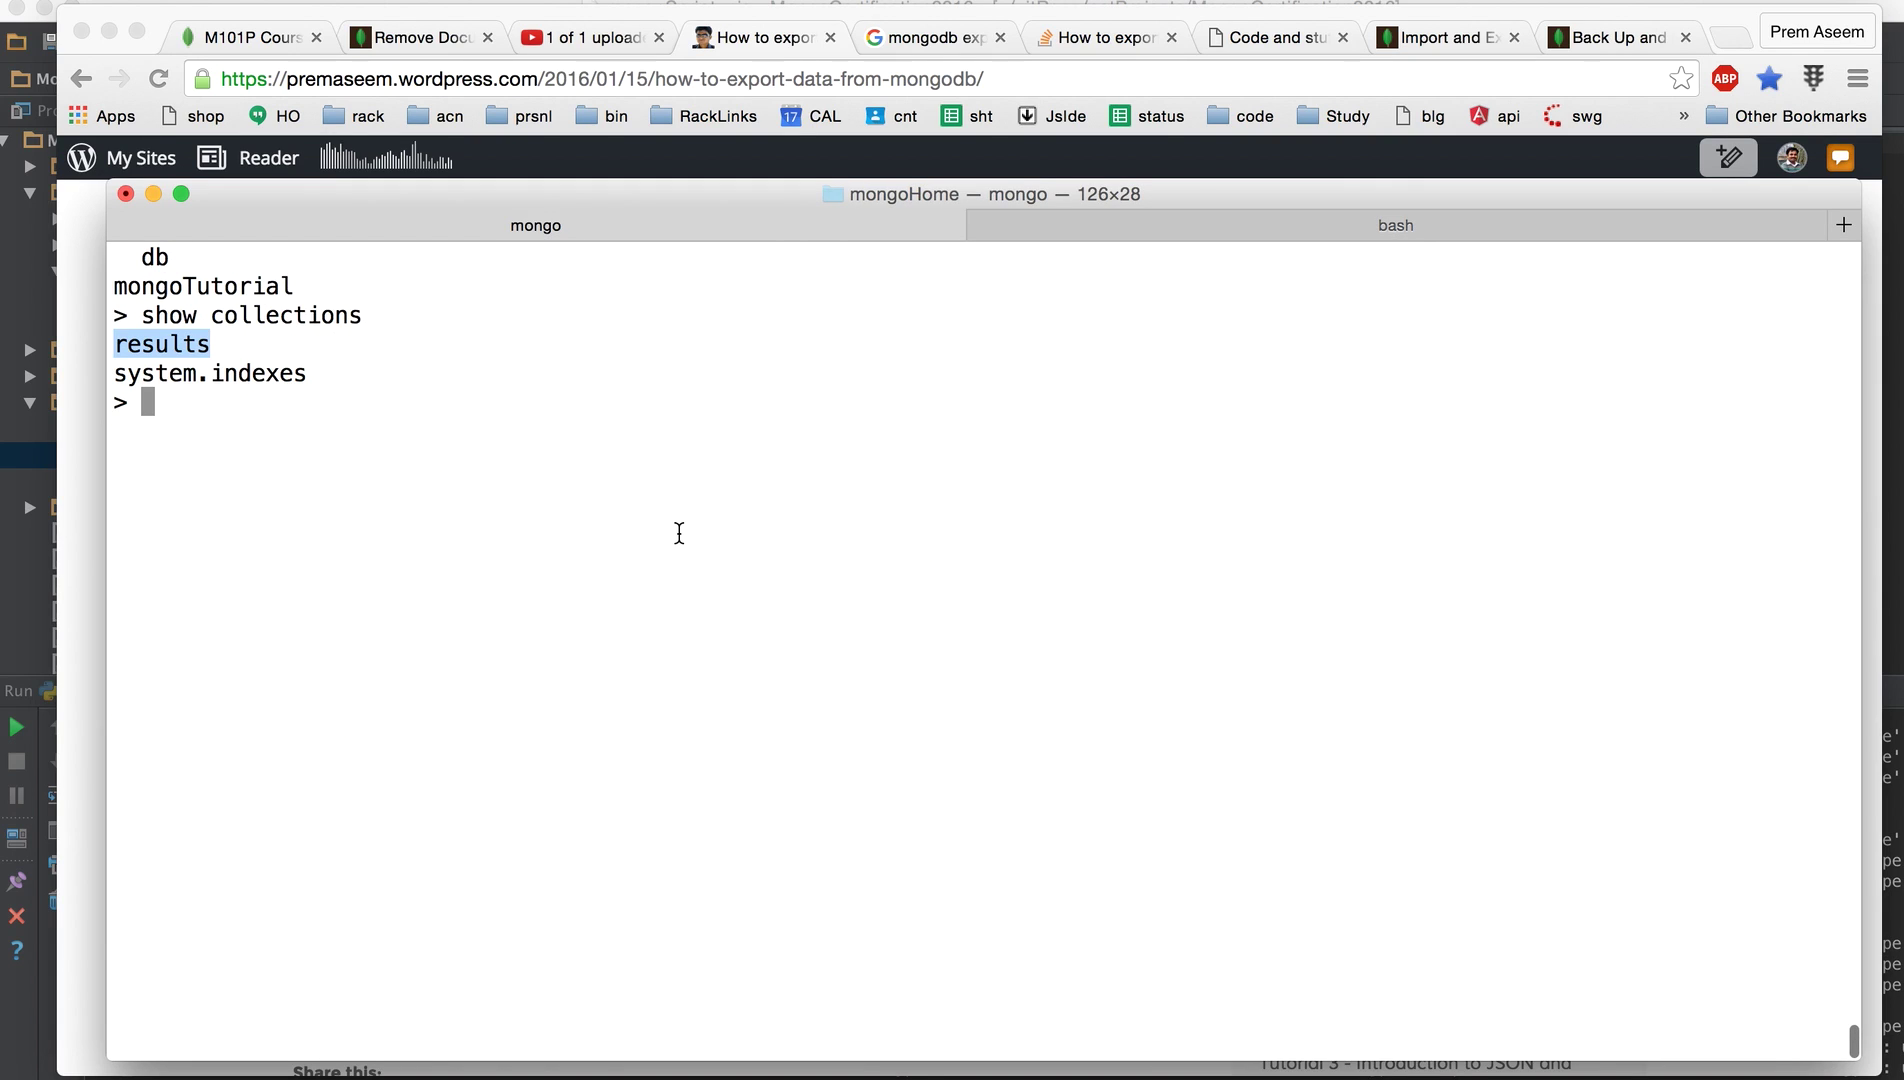 M101P Cours
Remove Docu
1 of 1 upload
How to expor
mongodb exp
How to expor
Code and stu
Import and Ex
Back Up and
Prem Aseem
https://premaseem.wordpress.com/2016/01/15/how-to-export-data-from-mongodb/
ABP
Apps
shop
HO
rack
acn
prsnl
bin
RackLinks
17 CAL
cnt
sht
Jslde
status
code
Study
blg
api
swg
»
Other Bookmarks
My Sites
Reader
mongoHome — mongo — 126×28
mongo
bash
+
db
mongoTutorial
> show collections
results
system.indexes
>
Run
Share this:
Tutorial 3 - Introduction to JSON and